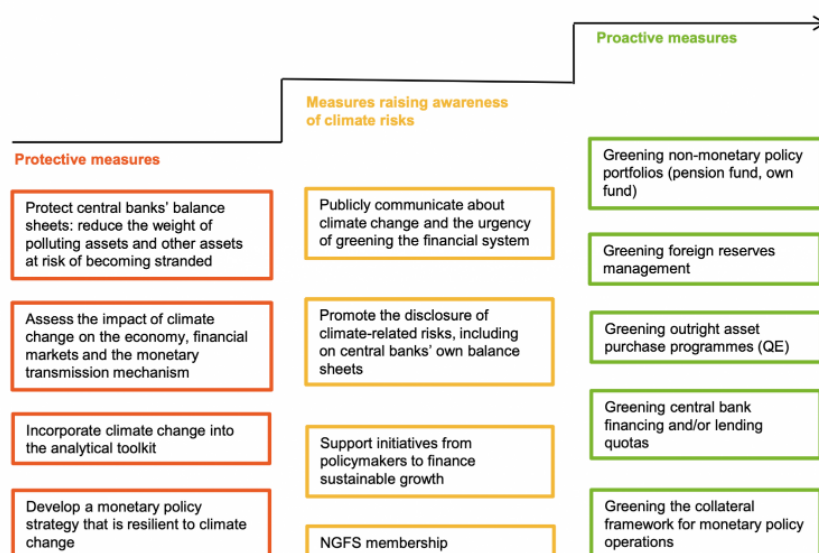 Proactive measures
Measures raising awareness
of climate risks
Protective measures
Protect central banks’ balance
sheets: reduce the weight of
polluting assets and other assets
at risk of becoming stranded
Assess the impact of climate
change on the economy, financial
markets and the monetary
transmission mechanism
Incorporate climate change into
the analytical toolkit
Develop a monetary policy
strategy that is resilient to climate
change
Publicly communicate about
climate change and the urgency
of greening the financial system
Promote the disclosure of
climate-related risks, including
on central banks’ own balance
sheets
Support initiatives from
policymakers to finance
sustainable growth
NGFS membership
Greening non-monetary policy
portfolios (pension fund, own
fund)
Greening foreign reserves
management
Greening outright asset
purchase programmes (QE)
Greening central bank
financing and/or lending
quotas
Greening the collateral
framework for monetary policy
operations